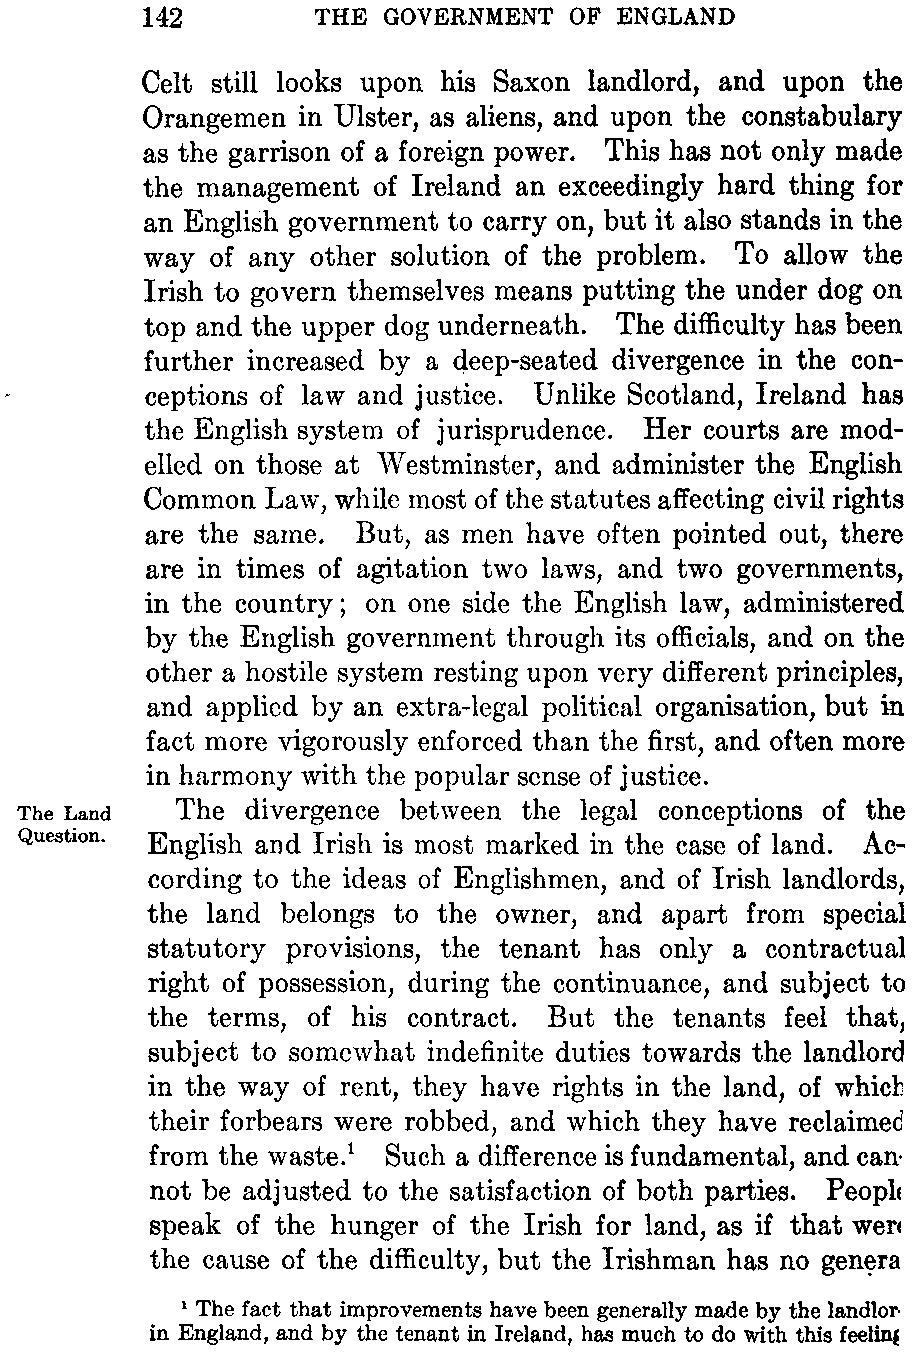 142 THE GOVERNMENT OF ENGLAND
Celt still looks upon his Saxon landlord, and upon the
Orangemen in Ulster, as aliens, and upon the constabulary
as the garrison of a foreign power. This has not only made
the management of Ireland an exceedingly hard thing for
an English government to carry on, but it also stands in the
way of any other solution of the problem. To allow the
Irish to govern themselves means putting the under dog on
top and the upper dog underneath. The difficulty has been
further increased by a deep-seated divergence in the con-
ceptions of law and justice. Unlike Scotland, Ireland has
the English system of jurisprudence. Her courts are mod-
elled on those at Westminster, and administer the English
Common Law, while most of the statutes affecting civil rights
are the same. But, as men have often pointed out, there
are in times of agitation two laws, and two governments,
in the country; on one side the English law, administered
by the English government through its officials, and on the
other a hostile system resting upon very different principles,
and applied by an extra-legal political organisation, but in
fact more vigorously enforced than the first, and often more
in harmony with the popular sense of justice.
The Land
Question.
The divergence between the legal conceptions of the
English and Irish is most marked in the case of land. Ac-
cording to the ideas of Englishmen, and of Irish landlords,
the land belongs to the owner, and apart from special
statutory provisions, the tenant has only a contractual
right of possession, during the continuance, and subject to
the terms, of his contract. But the tenants feel that,
subject to somewhat indefinite duties towards the landlord
in the way of rent, they have rights in the land, of which
their forbears were robbed, and which they have reclaimed
from the waste.¹ Such a difference is fundamental, and can-
not be adjusted to the satisfaction of both parties. People
speak of the hunger of the Irish for land, as if that were
the cause of the difficulty, but the Irishman has no genera
¹ The fact that improvements have been generally made by the landlor
in England, and by the tenant in Ireland, has much to do with this feeling